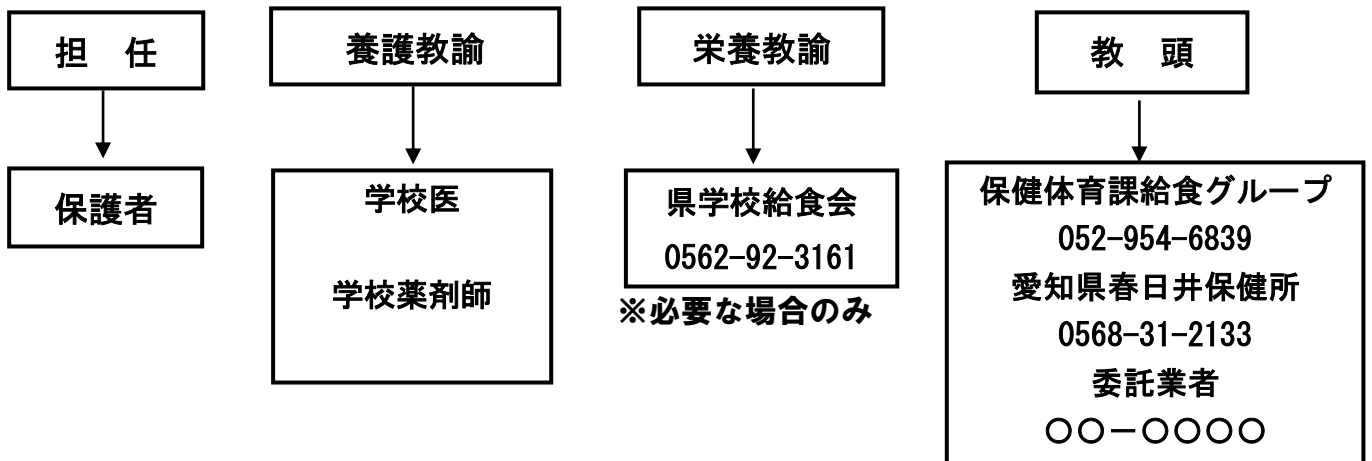 担　任
養護教諭
栄養教諭
教　頭
保護者
学校医
学校薬剤師
県学校給食会
0562-92-3161
※必要な場合のみ
保健体育課給食グループ
052-954-6839
愛知県春日井保健所
0568-31-2133
委託業者
○○－○○○○